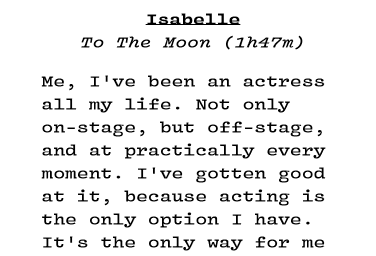 Isabelle
To The Moon (1h47m)
Me, I've been an actress
all my life. Not only
on-stage, but off-stage,
and at practically every
moment. I've gotten good
at it, because acting is
the only option I have.
It's the only way for me